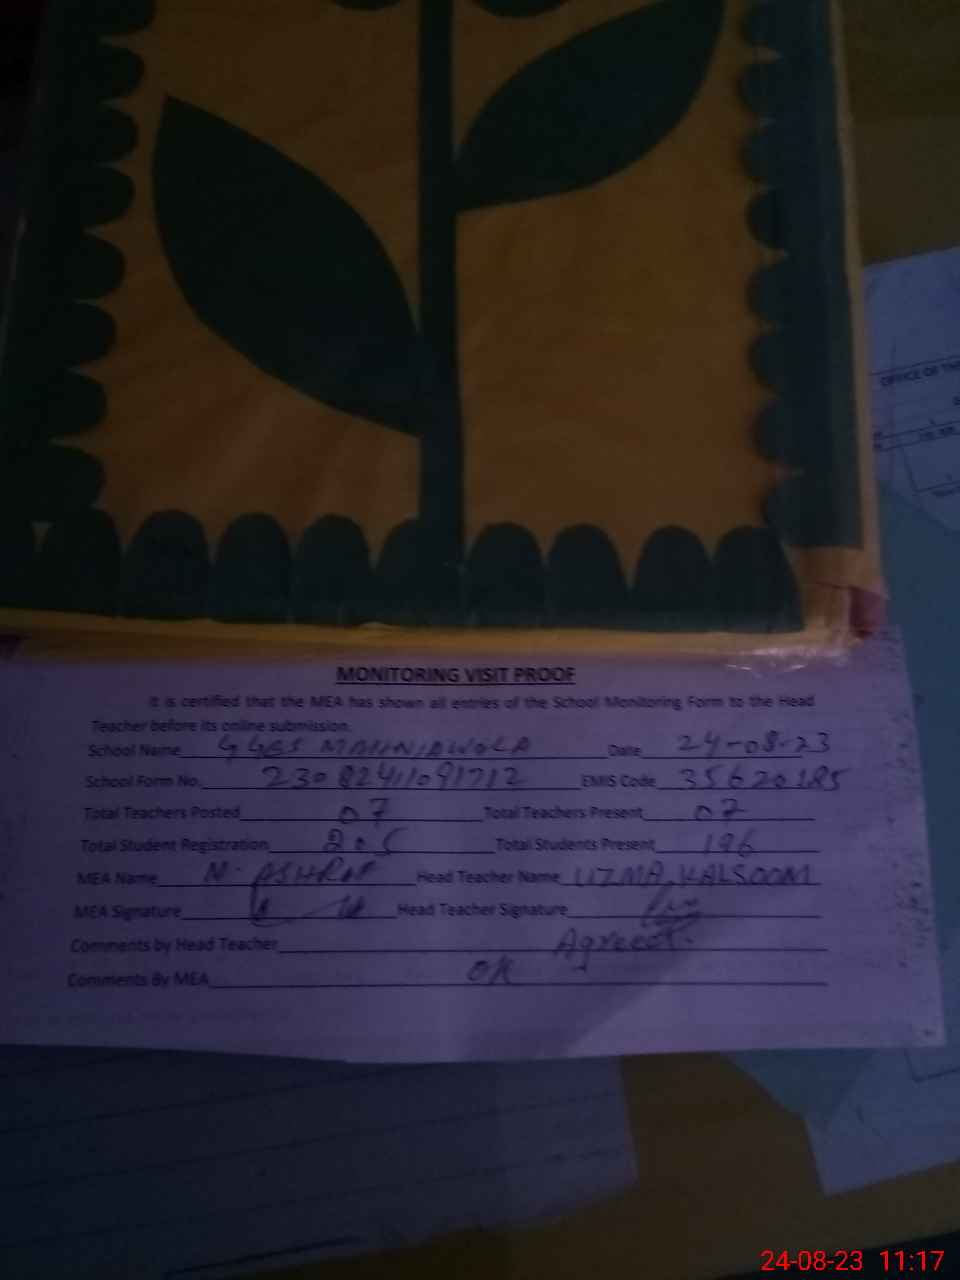 OFFICE OF TH
MONITORING VISIT PROOF
It is certified that the MEA has shown all entries of the School Monitoring Form to the Head
Teacher before its online submission.
School Name Date 24-08-23
School Form No. EMIS Code 35620185
Total Teachers Posted 07 Total Teachers Present 07
Total Student Registration 205 Total Students Present 196
MEA Name M. ASHRAF Head Teacher Name UZMA KALSOOM
MEA Signature Head Teacher Signature
Comments by Head Teacher Agreed.
Comments By MEA OK
24-08-23 11:17